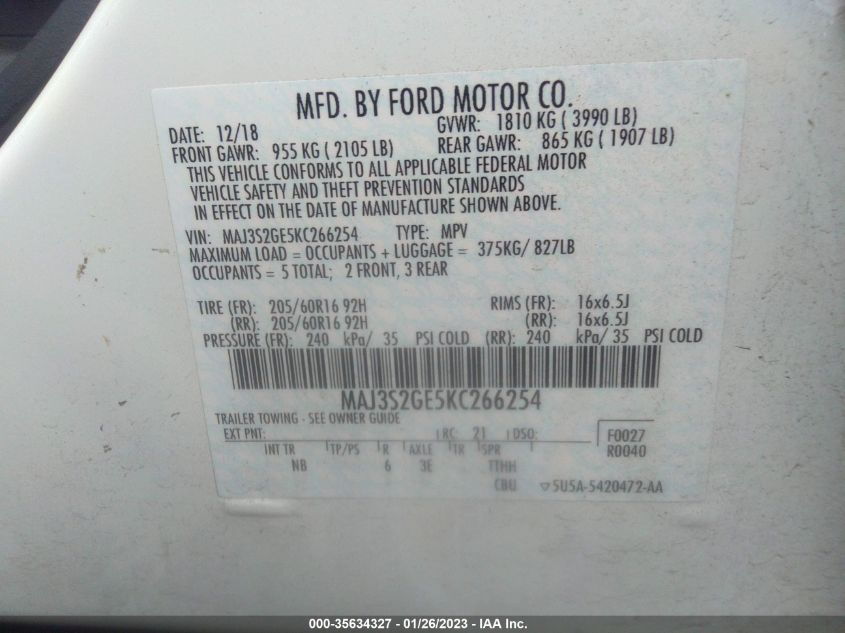 MFD. BY FORD MOTOR CO.
DATE: 12/18 GVWR: 1810 KG ( 3990 LB)
FRONT GAWR: 955 KG ( 2105 LB) REAR GAWR: 865 KG ( 1907 LB)
THIS VEHICLE CONFORMS TO ALL APPLICABLE FEDERAL MOTOR
VEHICLE SAFETY AND THEFT PREVENTION STANDARDS
IN EFFECT ON THE DATE OF MANUFACTURE SHOWN ABOVE.
VIN: MAJ3S2GE5KC266254 TYPE: MPV
MAXIMUM LOAD = OCCUPANTS + LUGGAGE = 375KG/ 827LB
OCCUPANTS = 5 TOTAL; 2 FRONT, 3 REAR
TIRE (FR): 205/60R16 92H RIMS (FR): 16x6.5J
(RR): 205/60R16 92H (RR): 16x6.5J
PRESSURE (FR): 240 kPa/ 35 PSI COLD (RR): 240 kPa/ 35 PSI COLD
MAJ3S2GE5KC266254
TRAILER TOWING - SEE OWNER GUIDE
EXT PNT: RC: 21 DSO: F0027
INT TR TP/PS R AXLE TR SPR R0040
NB 6 3E TTHH
CBU ▽5U5A-5420472-AA
000-35634327 - 01/26/2023 - IAA Inc.